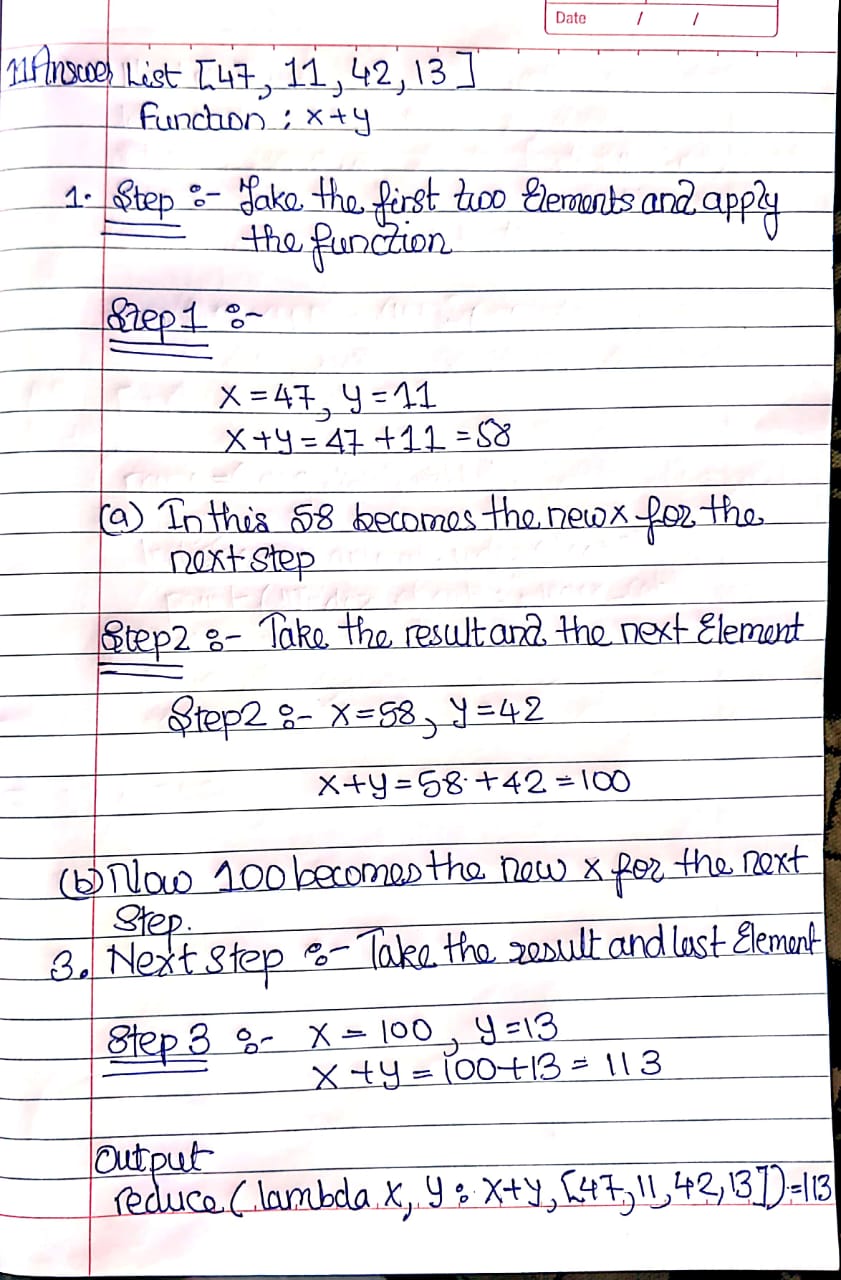 Date / /
11 Answer List [47, 11, 42, 13]
Function : x+y
1. Step :- Take the first two Elements and apply
the function
Step 1 :-
x = 47, y = 11
x+y = 47 + 11 = 58
(a) In this 58 becomes the new x for the
next step
Step2 :- Take the result and the next Element
Step2 :- x=58, y=42
x+y = 58 + 42 = 100
(b) Now 100 becomes the new x for the next
Step.
3. Next step :- Take the result and last Element
Step 3 :- x = 100, y=13
x+y = 100+13 = 113
Output
reduce (lambda x, y : x+y, [47, 11, 42, 13]) = 113